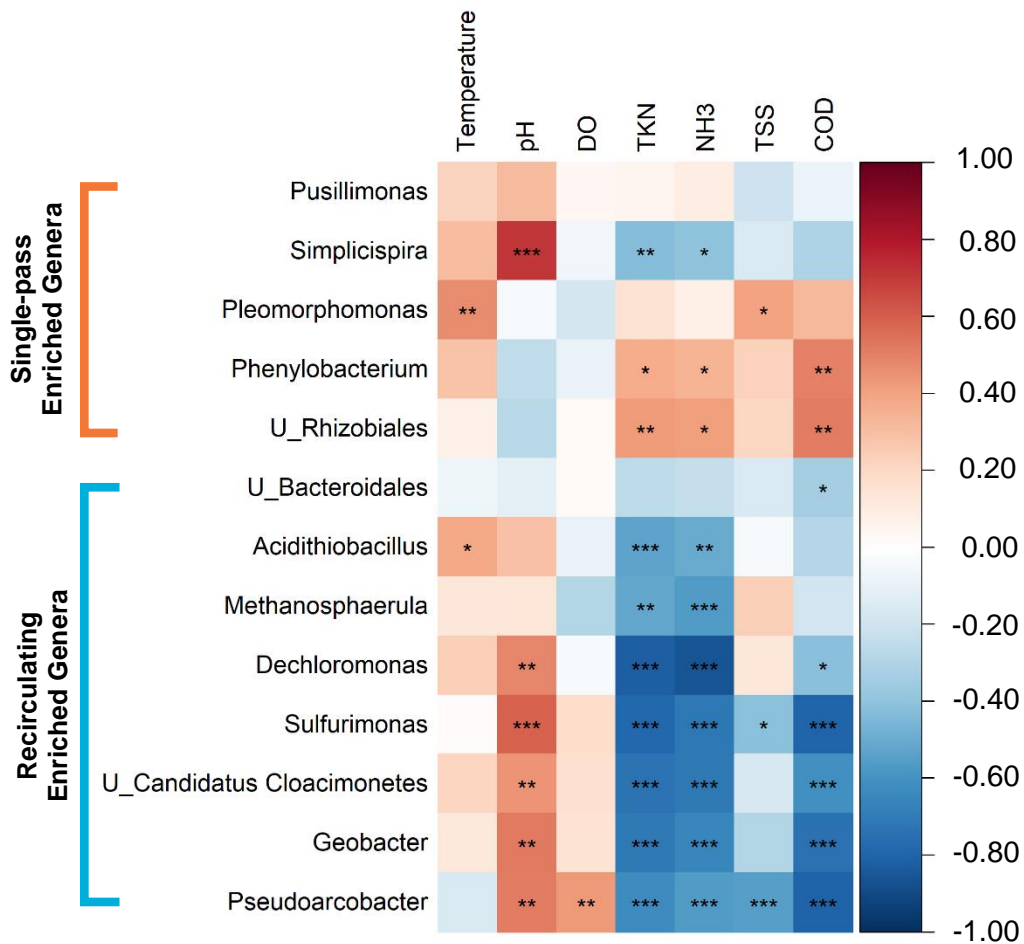 Temperature
pH
DO
TKN
NH3
TSS
COD
Single-pass
Enriched Genera
Recirculating
Enriched Genera
Pusillimonas
Simplicispira *** ** *
Pleomorphomonas ** *
Phenylobacterium * * **
U_Rhizobiales ** * **
U_Bacteroidales *
Acidithiobacillus * *** **
Methanosphaerula ** ***
Dechloromonas ** *** *** *
Sulfurimonas *** *** *** * ***
U_Candidatus Cloacimonetes ** *** *** ***
Geobacter ** *** *** ***
Pseudoarcobacter ** ** *** *** *** ***
1.00
0.80
0.60
0.40
0.20
0.00
-0.20
-0.40
-0.60
-0.80
-1.00